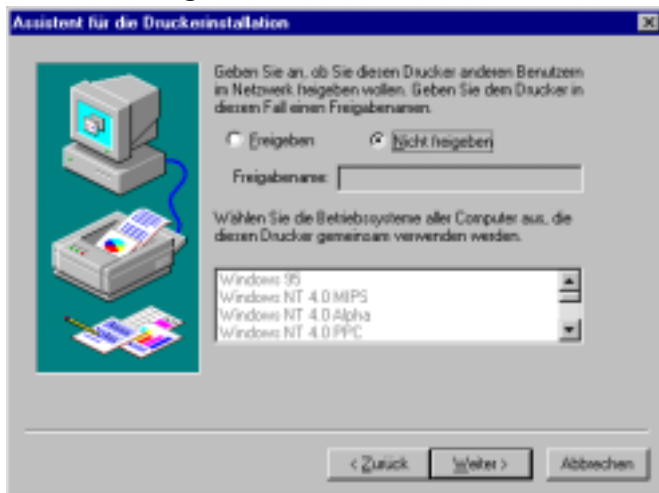 Assistent für die Druckerinstallation
Geben Sie an, ob Sie diesen Drucker anderen Benutzern
im Netzwerk freigeben wollen. Geben Sie dem Drucker in
diesem Fall einen Freigabenamen.
Freigeben Nicht freigeben
Freigabename:
Wählen Sie die Betriebssysteme aller Computer aus, die
diesen Drucker gemeinsam verwenden werden.
Windows 95
Windows NT 4.0 MIPS
Windows NT 4.0 Alpha
Windows NT 4.0 PPC
< Zurück Weiter > Abbrechen